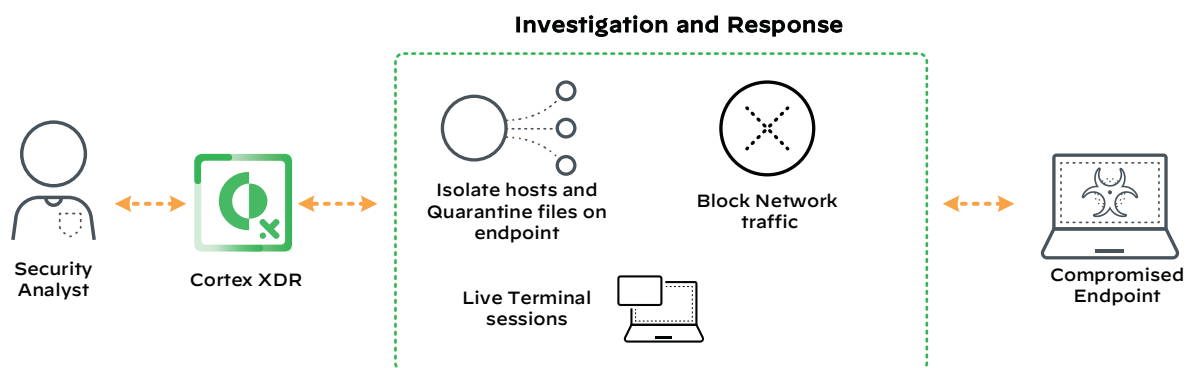 Investigation and Response
Isolate hosts and
Quarantine files on
endpoint
Block Network
traffic
Live Terminal
sessions
Security
Analyst
Cortex XDR
Compromised
Endpoint